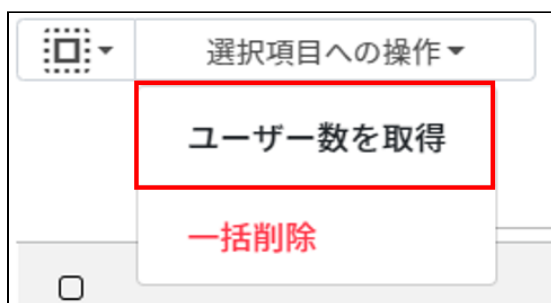 選択項目への操作
ユーザー数を取得
一括削除